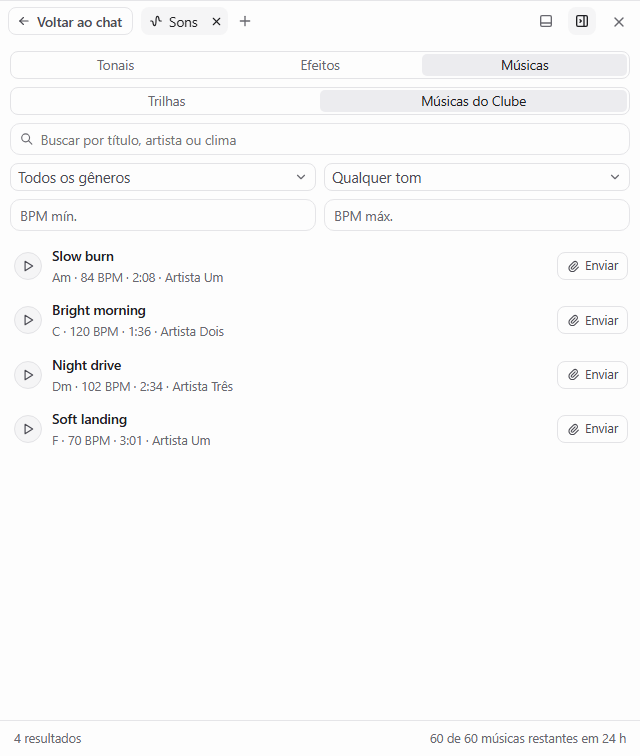 Voltar ao chat
Sons
Tonais Efeitos Músicas
Trilhas Músicas do Clube
Buscar por título, artista ou clima
Todos os gêneros Qualquer tom
BPM mín. BPM máx.
Slow burn
Am · 84 BPM · 2:08 · Artista Um
Enviar
Bright morning
C · 120 BPM · 1:36 · Artista Dois
Enviar
Night drive
Dm · 102 BPM · 2:34 · Artista Três
Enviar
Soft landing
F · 70 BPM · 3:01 · Artista Um
Enviar
4 resultados 60 de 60 músicas restantes em 24 h